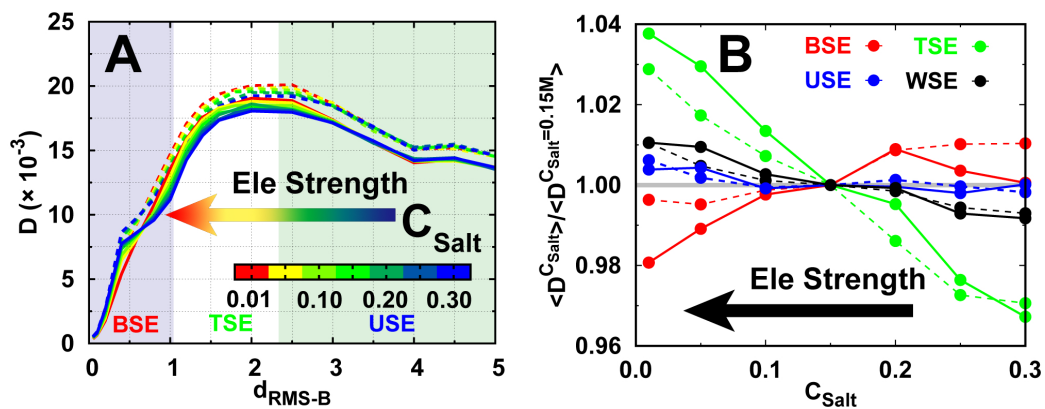 A
D (× 10⁻³)
25
20
15
10
5
0
Ele Strength
C_Salt
0.01 0.10 0.20 0.30
BSE TSE USE
0 1 2 3 4 5
d_RMS-B
B
<D^{C_Salt}>/<D^{C_Salt=0.15M}>
1.04
1.02
1.00
0.98
0.96
BSE TSE
USE WSE
Ele Strength
0.0 0.1 0.2 0.3
C_Salt